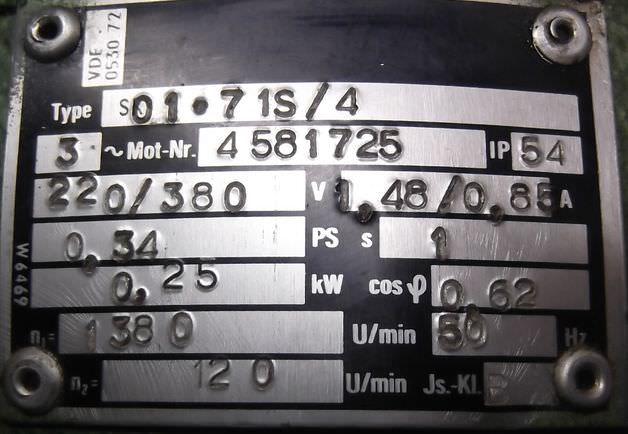 VDE .
0530 72
Type S01·71S/4
3 ~ Mot-Nr. 4581725 IP 54
220/380 V 1,48/0,85 A
0,34 PS s 1
0,25 kW cos φ 0,62
n₁= 1380 U/min 50 Hz
n₂= 120 U/min Js.-Kl. B
W 6469